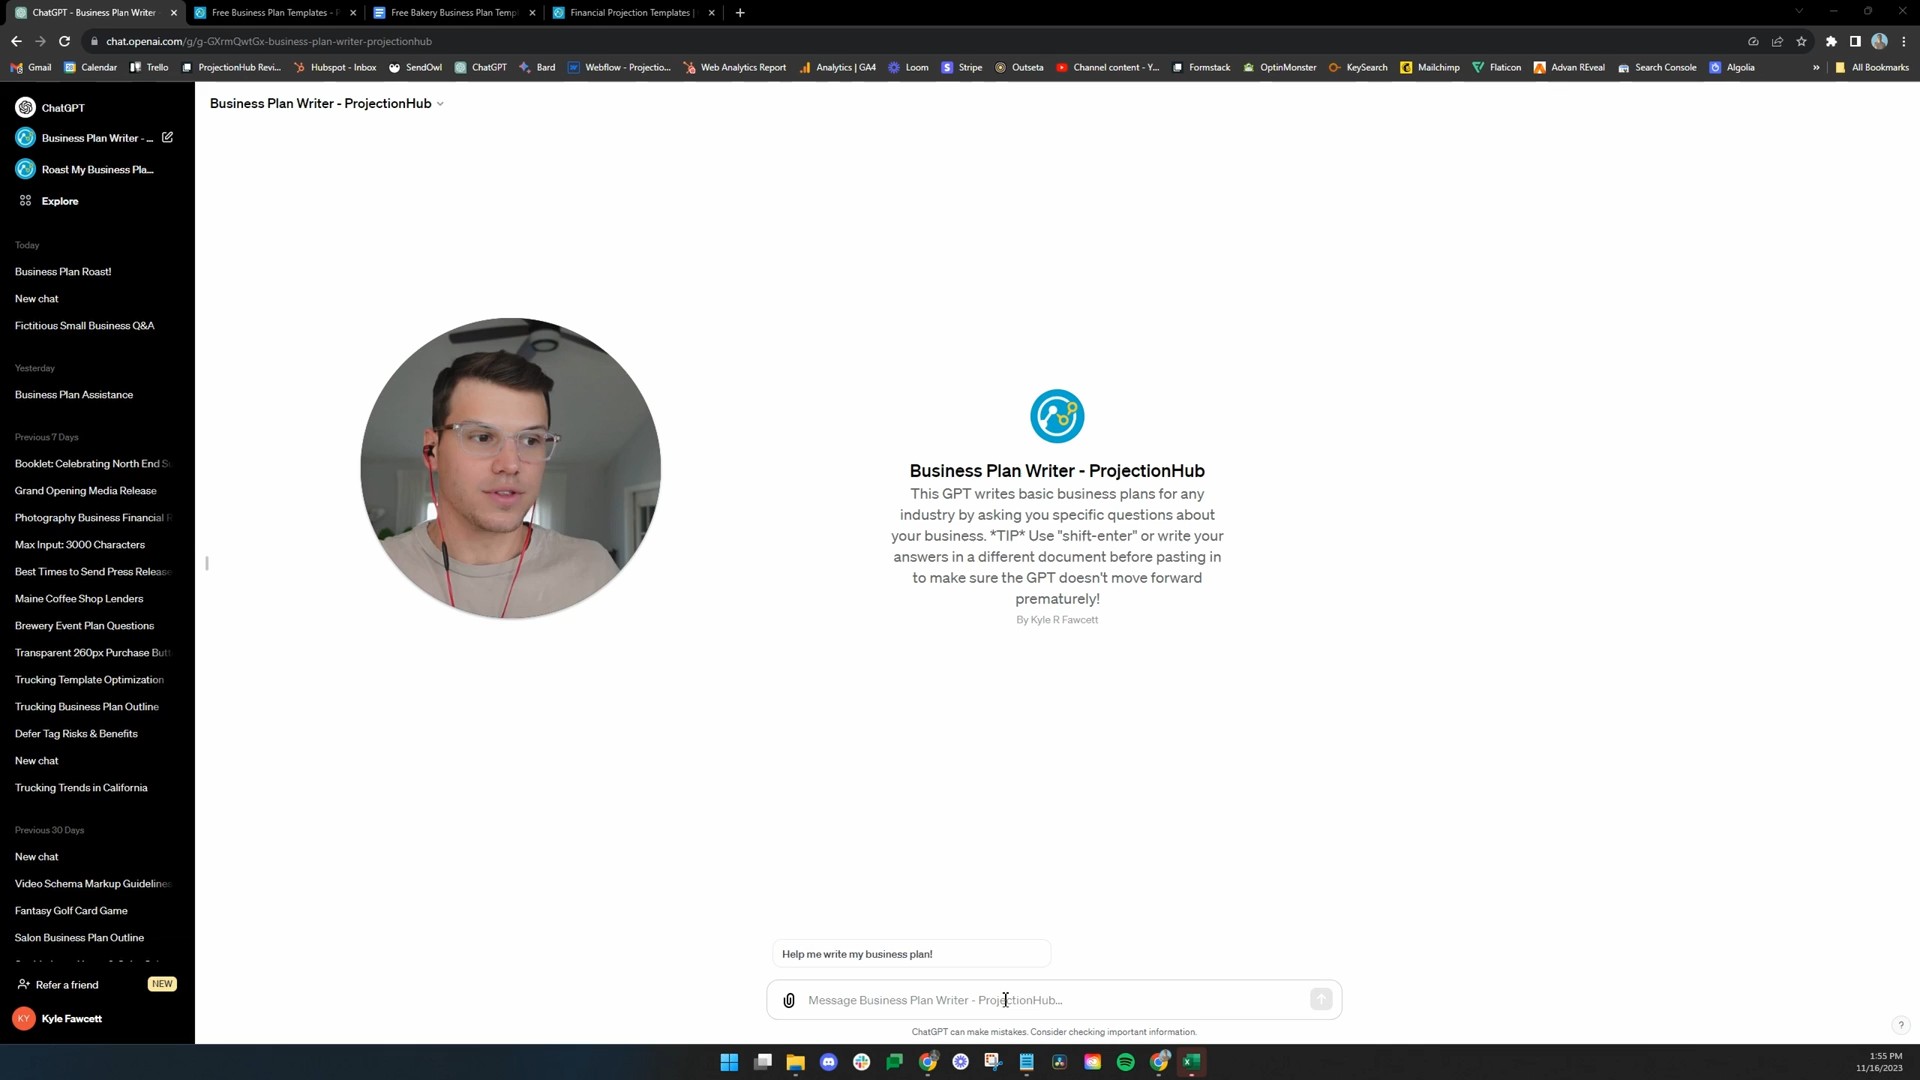 ChatGPT - Business Plan Writer
Free Business Plan Templates - P
Free Bakery Business Plan Templ
Financial Projection Templates |
chat.openai.com/g/g-GXrmQwtGx-business-plan-writer-projectionhub
Gmail
Calendar
Trello
ProjectionHub Revi...
Hubspot - Inbox
SendOwl
ChatGPT
Bard
Webflow - Projectio...
Web Analytics Report
Analytics | GA4
Loom
Stripe
Outseta
Channel content - Y...
Formstack
OptinMonster
KeySearch
Mailchimp
Flaticon
Advan REveal
Search Console
Algolia
»
All Bookmarks
ChatGPT
Business Plan Writer - ...
Roast My Business Pla...
Explore
Today
Business Plan Roast!
New chat
Fictitious Small Business Q&A
Yesterday
Business Plan Assistance
Previous 7 Days
Booklet: Celebrating North End Su
Grand Opening Media Release
Photography Business Financial R
Max Input: 3000 Characters
Best Times to Send Press Release
Maine Coffee Shop Lenders
Brewery Event Plan Questions
Transparent 260px Purchase Butt
Trucking Template Optimization
Trucking Business Plan Outline
Defer Tag Risks & Benefits
New chat
Trucking Trends in California
Previous 30 Days
New chat
Video Schema Markup Guidelines
Fantasy Golf Card Game
Salon Business Plan Outline
Refer a friend
NEW
KY
Kyle Fawcett
Business Plan Writer - ProjectionHub
Business Plan Writer - ProjectionHub
This GPT writes basic business plans for any
industry by asking you specific questions about
your business. *TIP* Use "shift-enter" or write your
answers in a different document before pasting in
to make sure the GPT doesn't move forward
prematurely!
By Kyle R Fawcett
Help me write my business plan!
Message Business Plan Writer - ProjectionHub...
ChatGPT can make mistakes. Consider checking important information.
?
1:55 PM
11/16/2023